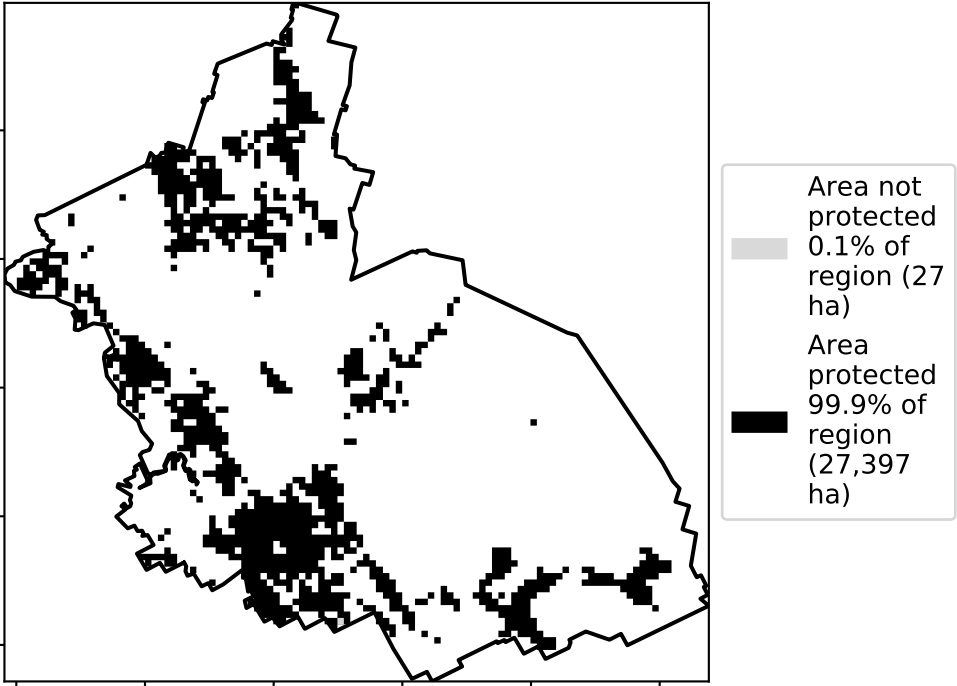 Area not
protected
0.1% of
region (27
ha)
Area
protected
99.9% of
region
(27,397
ha)